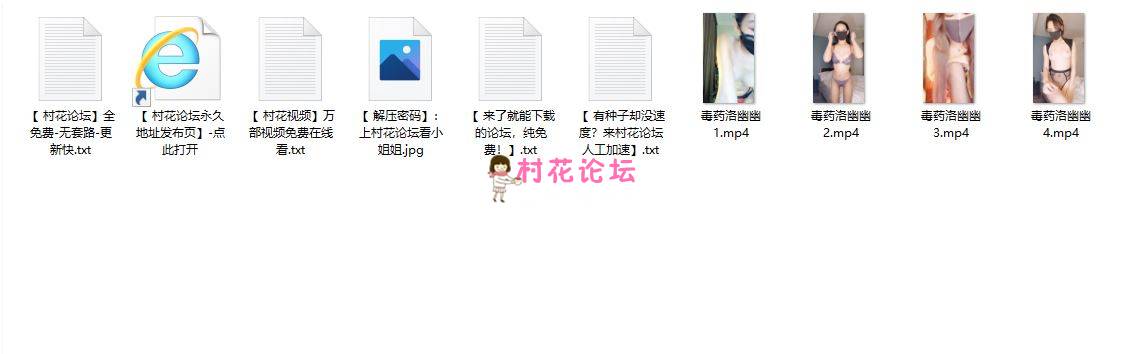 【 村花论坛】全
免费-无套路-更
新快.txt
【 村花论坛永久
地址发布页】-点
此打开
【 村花视频】万
部视频免费在线
看.txt
【 解压密码】：
上村花论坛看小
姐姐.jpg
【 来了就能下载
的论坛，纯免
费！】.txt
【 有种子却没速
度？来村花论坛
人工加速】.txt
毒药洛幽幽
1.mp4
毒药洛幽幽
2.mp4
毒药洛幽幽
3.mp4
毒药洛幽幽
4.mp4
村花论坛